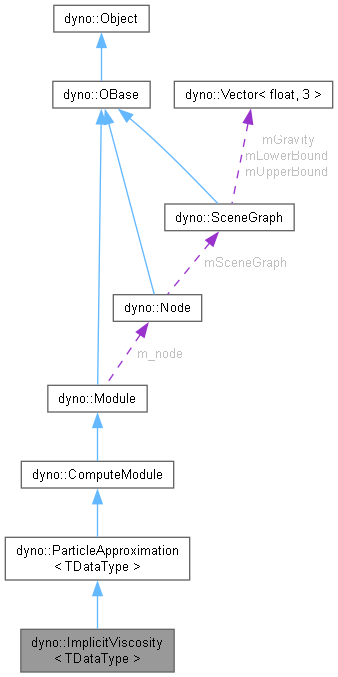 dyno::Object
dyno::OBase
dyno::Vector< float, 3 >
mGravity
mLowerBound
mUpperBound
dyno::SceneGraph
mSceneGraph
dyno::Node
m_node
dyno::Module
dyno::ComputeModule
dyno::ParticleApproximation
< TDataType >
dyno::ImplicitViscosity
< TDataType >